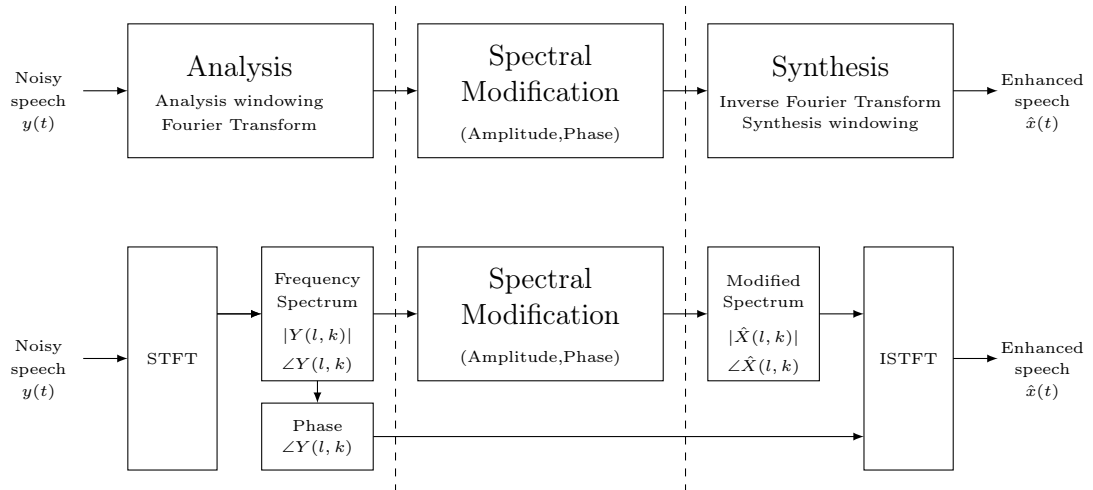 Noisy
speech
y(t)
Analysis
Analysis windowing
Fourier Transform
Spectral
Modification
(Amplitude,Phase)
Synthesis
Inverse Fourier Transform
Synthesis windowing
Enhanced
speech
x̂(t)
Noisy
speech
y(t)
STFT
Frequency
Spectrum
|Y(l, k)|
∠Y(l, k)
Phase
∠Y(l, k)
Spectral
Modification
(Amplitude,Phase)
Modified
Spectrum
|X̂(l, k)|
∠X̂(l, k)
ISTFT
Enhanced
speech
x̂(t)